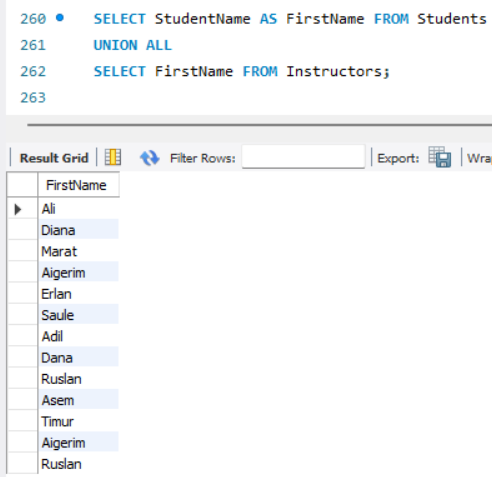 260 SELECT StudentName AS FirstName FROM Students
261 UNION ALL
262 SELECT FirstName FROM Instructors;
263
Result Grid Filter Rows: Export:
FirstName
Ali
Diana
Marat
Aigerim
Erlan
Saule
Adil
Dana
Ruslan
Asem
Timur
Aigerim
Ruslan